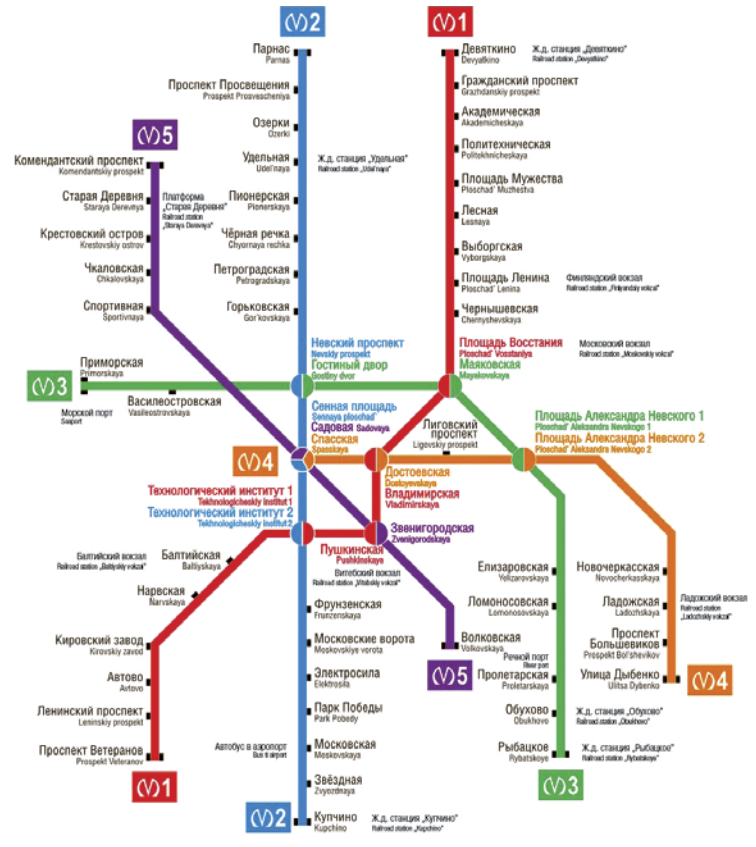 (V)2
(V)1
Парнас
Parnas
Девяткино
Devyatkino
Ж.д. станция „Девяткино"
Railroad station „Devyatkino"
Проспект Просвещения
Prospekt Prosvescheniya
Гражданский проспект
Grazhdanskiy prospekt
Озерки
Ozerki
Академическая
Akademicheskaya
(V)5
Удельная
Udel'naya
Ж.д. станция „Удельная"
Railroad station „Udel'naya"
Политехническая
Politekhnicheskaya
Комендантский проспект
Komendantskiy prospekt
Площадь Мужества
Ploschad' Muzhestva
Старая Деревня
Staraya Derevnya
Платформа
„Старая Деревня"
Railroad station
„Staraya Derevnya"
Пионерская
Pionerskaya
Лесная
Lesnaya
Крестовский остров
Krestovskiy ostrov
Чёрная речка
Chyornaya rechka
Выборгская
Vyborgskaya
Чкаловская
Chkalovskaya
Петроградская
Petrogradskaya
Площадь Ленина
Ploschad' Lenina
Финляндский вокзал
Railroad station „Finlyandskiy vokzal"
Спортивная
Sportivnaya
Горьковская
Gor'kovskaya
Чернышевская
Chernyshevskaya
Невский проспект
Nevskiy prospekt
Гостиный двор
Gostiny dvor
Площадь Восстания
Ploschad' Vosstaniya
Маяковская
Mayakovskaya
Московский вокзал
Railroad station „Moskovskiy vokzal"
Приморская
Primorskaya
(V)3
Морской порт
Seaport
Василеостровская
Vasileostrovskaya
Сенная площадь
Sennaya ploschad'
Садовая Sadovaya
Спасская
Spasskaya
(V)4
Лиговский
проспект
Ligovskiy prospekt
Площадь Александра Невского 1
Ploschad' Aleksandra Nevskogo 1
Площадь Александра Невского 2
Ploschad' Aleksandra Nevskogo 2
Достоевская
Dostoyevskaya
Владимирская
Vladimirskaya
Технологический институт 1
Tekhnologicheskiy institut 1
Технологический институт 2
Tekhnologicheskiy institut 2
Звенигородская
Zvenigorodskaya
Пушкинская
Pushkinskaya
Витебский вокзал
Railroad station „Vitebskiy vokzal"
Балтийский вокзал
Railroad station „Baltiyskiy vokzal"
Балтийская
Baltiyskaya
Нарвская
Narvskaya
Кировский завод
Kirovskiy zavod
Автово
Avtovo
Ленинский проспект
Leninskiy prospekt
Проспект Ветеранов
Prospekt Veteranov
(V)1
Фрунзенская
Frunzenskaya
Московские ворота
Moskovskiye vorota
Электросила
Elektrosila
Парк Победы
Park Pobedy
Автобус в аэропорт
Bus to airport
Московская
Moskovskaya
Звёздная
Zvyozdnaya
(V)2
Купчино
Kupchino
Ж.д. станция „Купчино"
Railroad station „Kupchino"
Волковская
Volkovskaya
(V)5
Елизаровская
Yelizarovskaya
Ломоносовская
Lomonosovskaya
Речной порт
River port
Пролетарская
Proletarskaya
Обухово
Obukhovo
Ж.д. станция „Обухово"
Railroad station „Obukhovo"
Рыбацкое
Rybatskoye
Ж.д. станция „Рыбацкое"
Railroad station „Rybatskoye"
(V)3
Новочеркасская
Novocherkasskaya
Ладожская
Ladozhskaya
Ладожский вокзал
Railroad station
„Ladozhskiy vokzal"
Проспект
Большевиков
Prospekt Bol'shevikov
Улица Дыбенко
Ulitsa Dybenko
(V)4